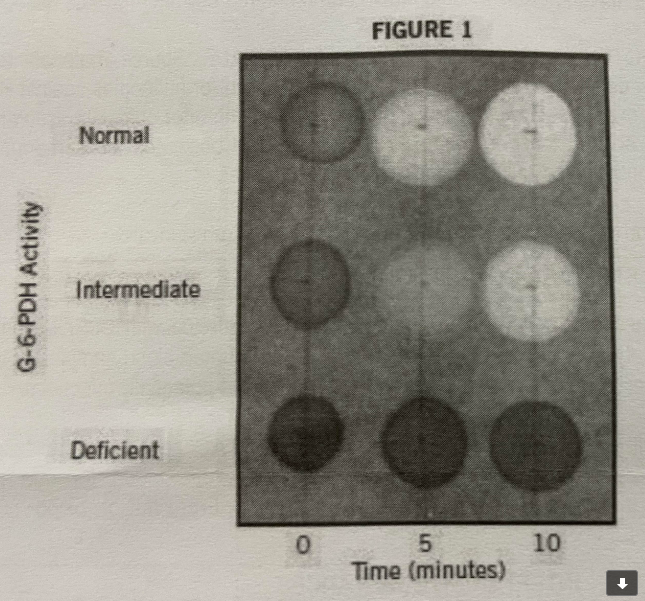 FIGURE 1
Normal
G-6-PDH Activity
Intermediate
Deficient
0 5 10
Time (minutes)